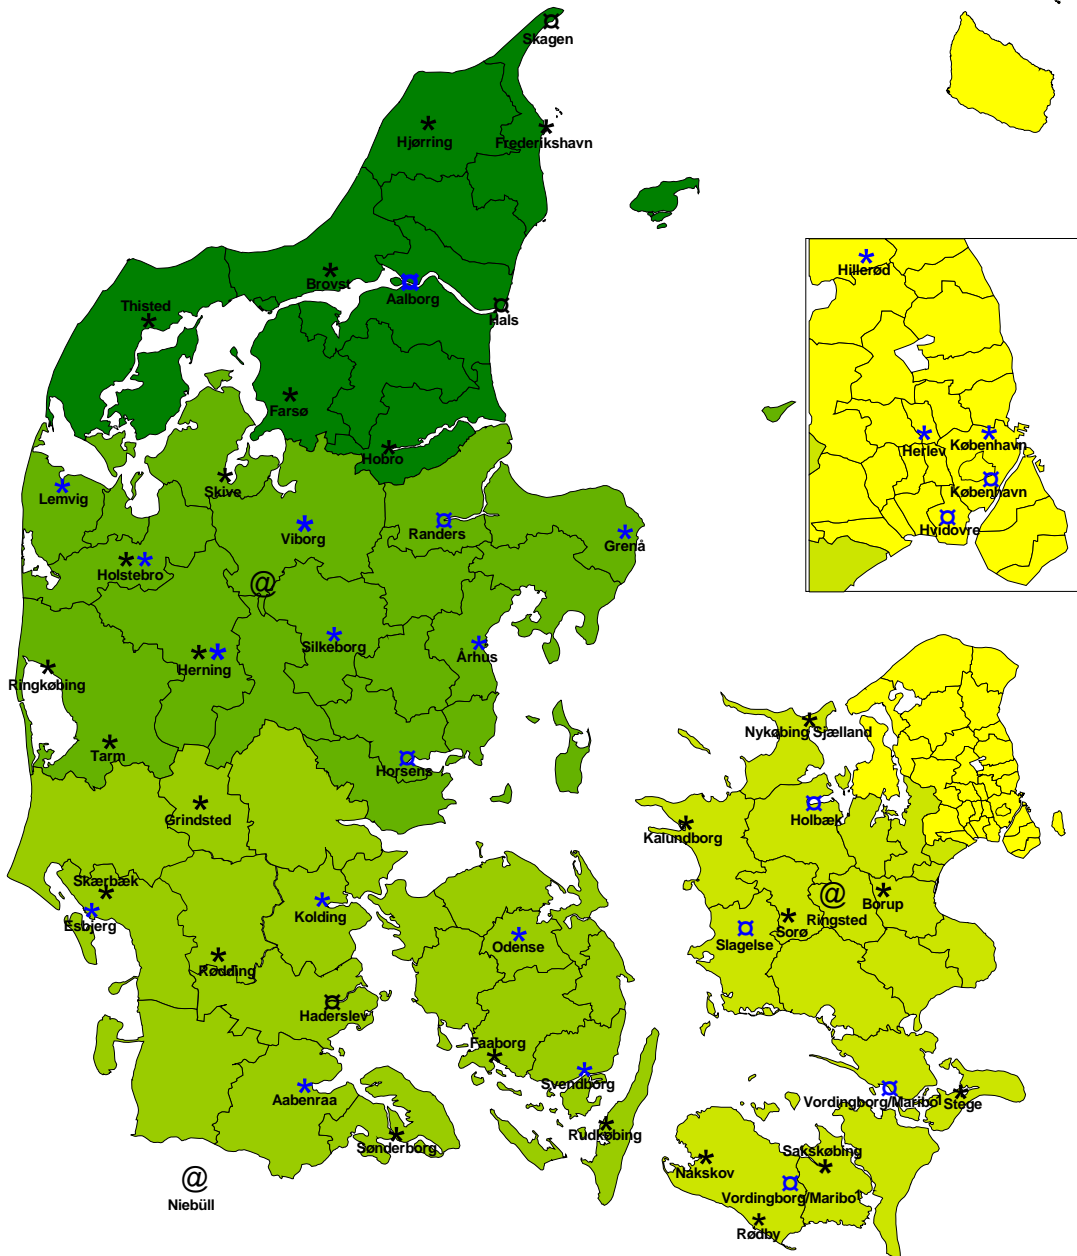 Skagen
Hjørring
Frederikshavn
Brovst
Aalborg
Thisted
Hals
Hillerød
Farsø
Herlev
København
Hobro
Skive
Lemvig
København
Viborg
Randers
Hvidovre
Grenå
Holstebro
@
Silkeborg
Århus
Herning
Ringkøbing
Nykøbing Sjælland
Tarm
Horsens
Grindsted
Holbæk
Kalundborg
Skærbæk
@
Kolding
Borup
Esbjerg
Ringsted
Sorø
Odense
Slagelse
Rødding
Haderslev
Faaborg
Svendborg
Aabenraa
Vordingborg/Maribo1
Stege
Rudkøbing
Sønderborg
Sakskøbing
Nakskov
@
Vordingborg/Maribo1
Niebüll
Rødby